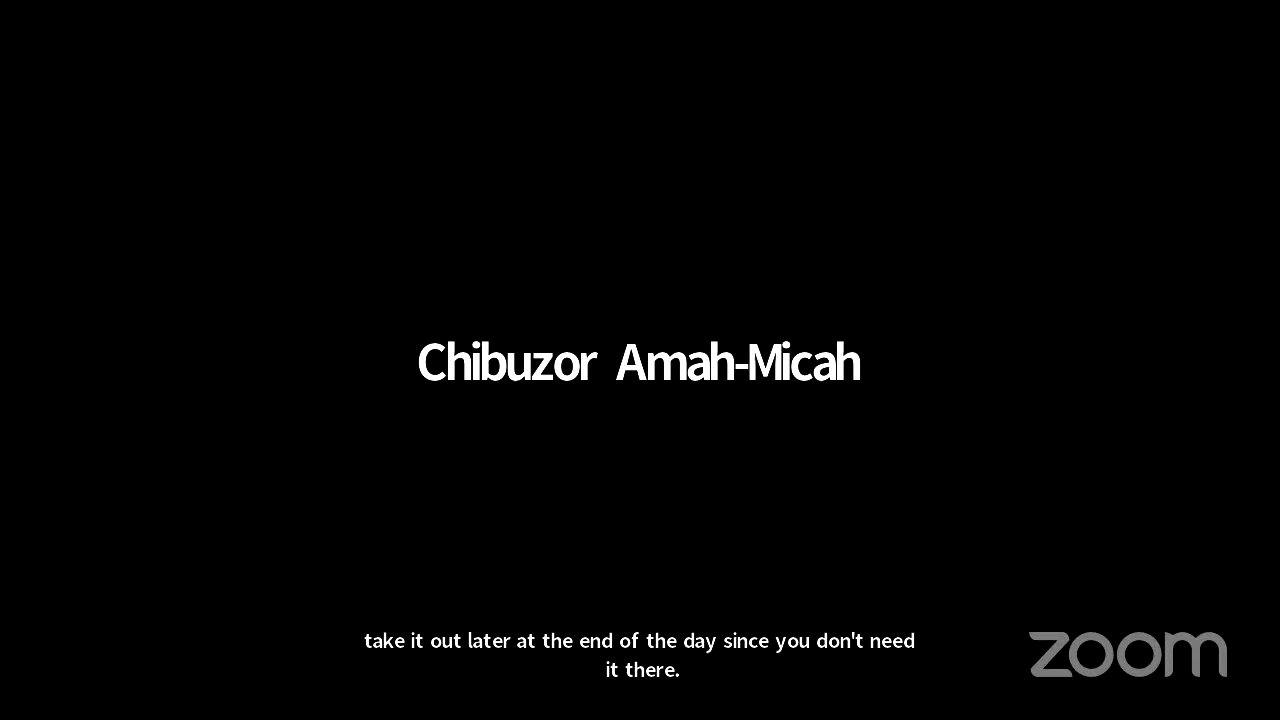 Chibuzor Amah-Micah
take it out later at the end of the day since you don't need
it there.
zoom